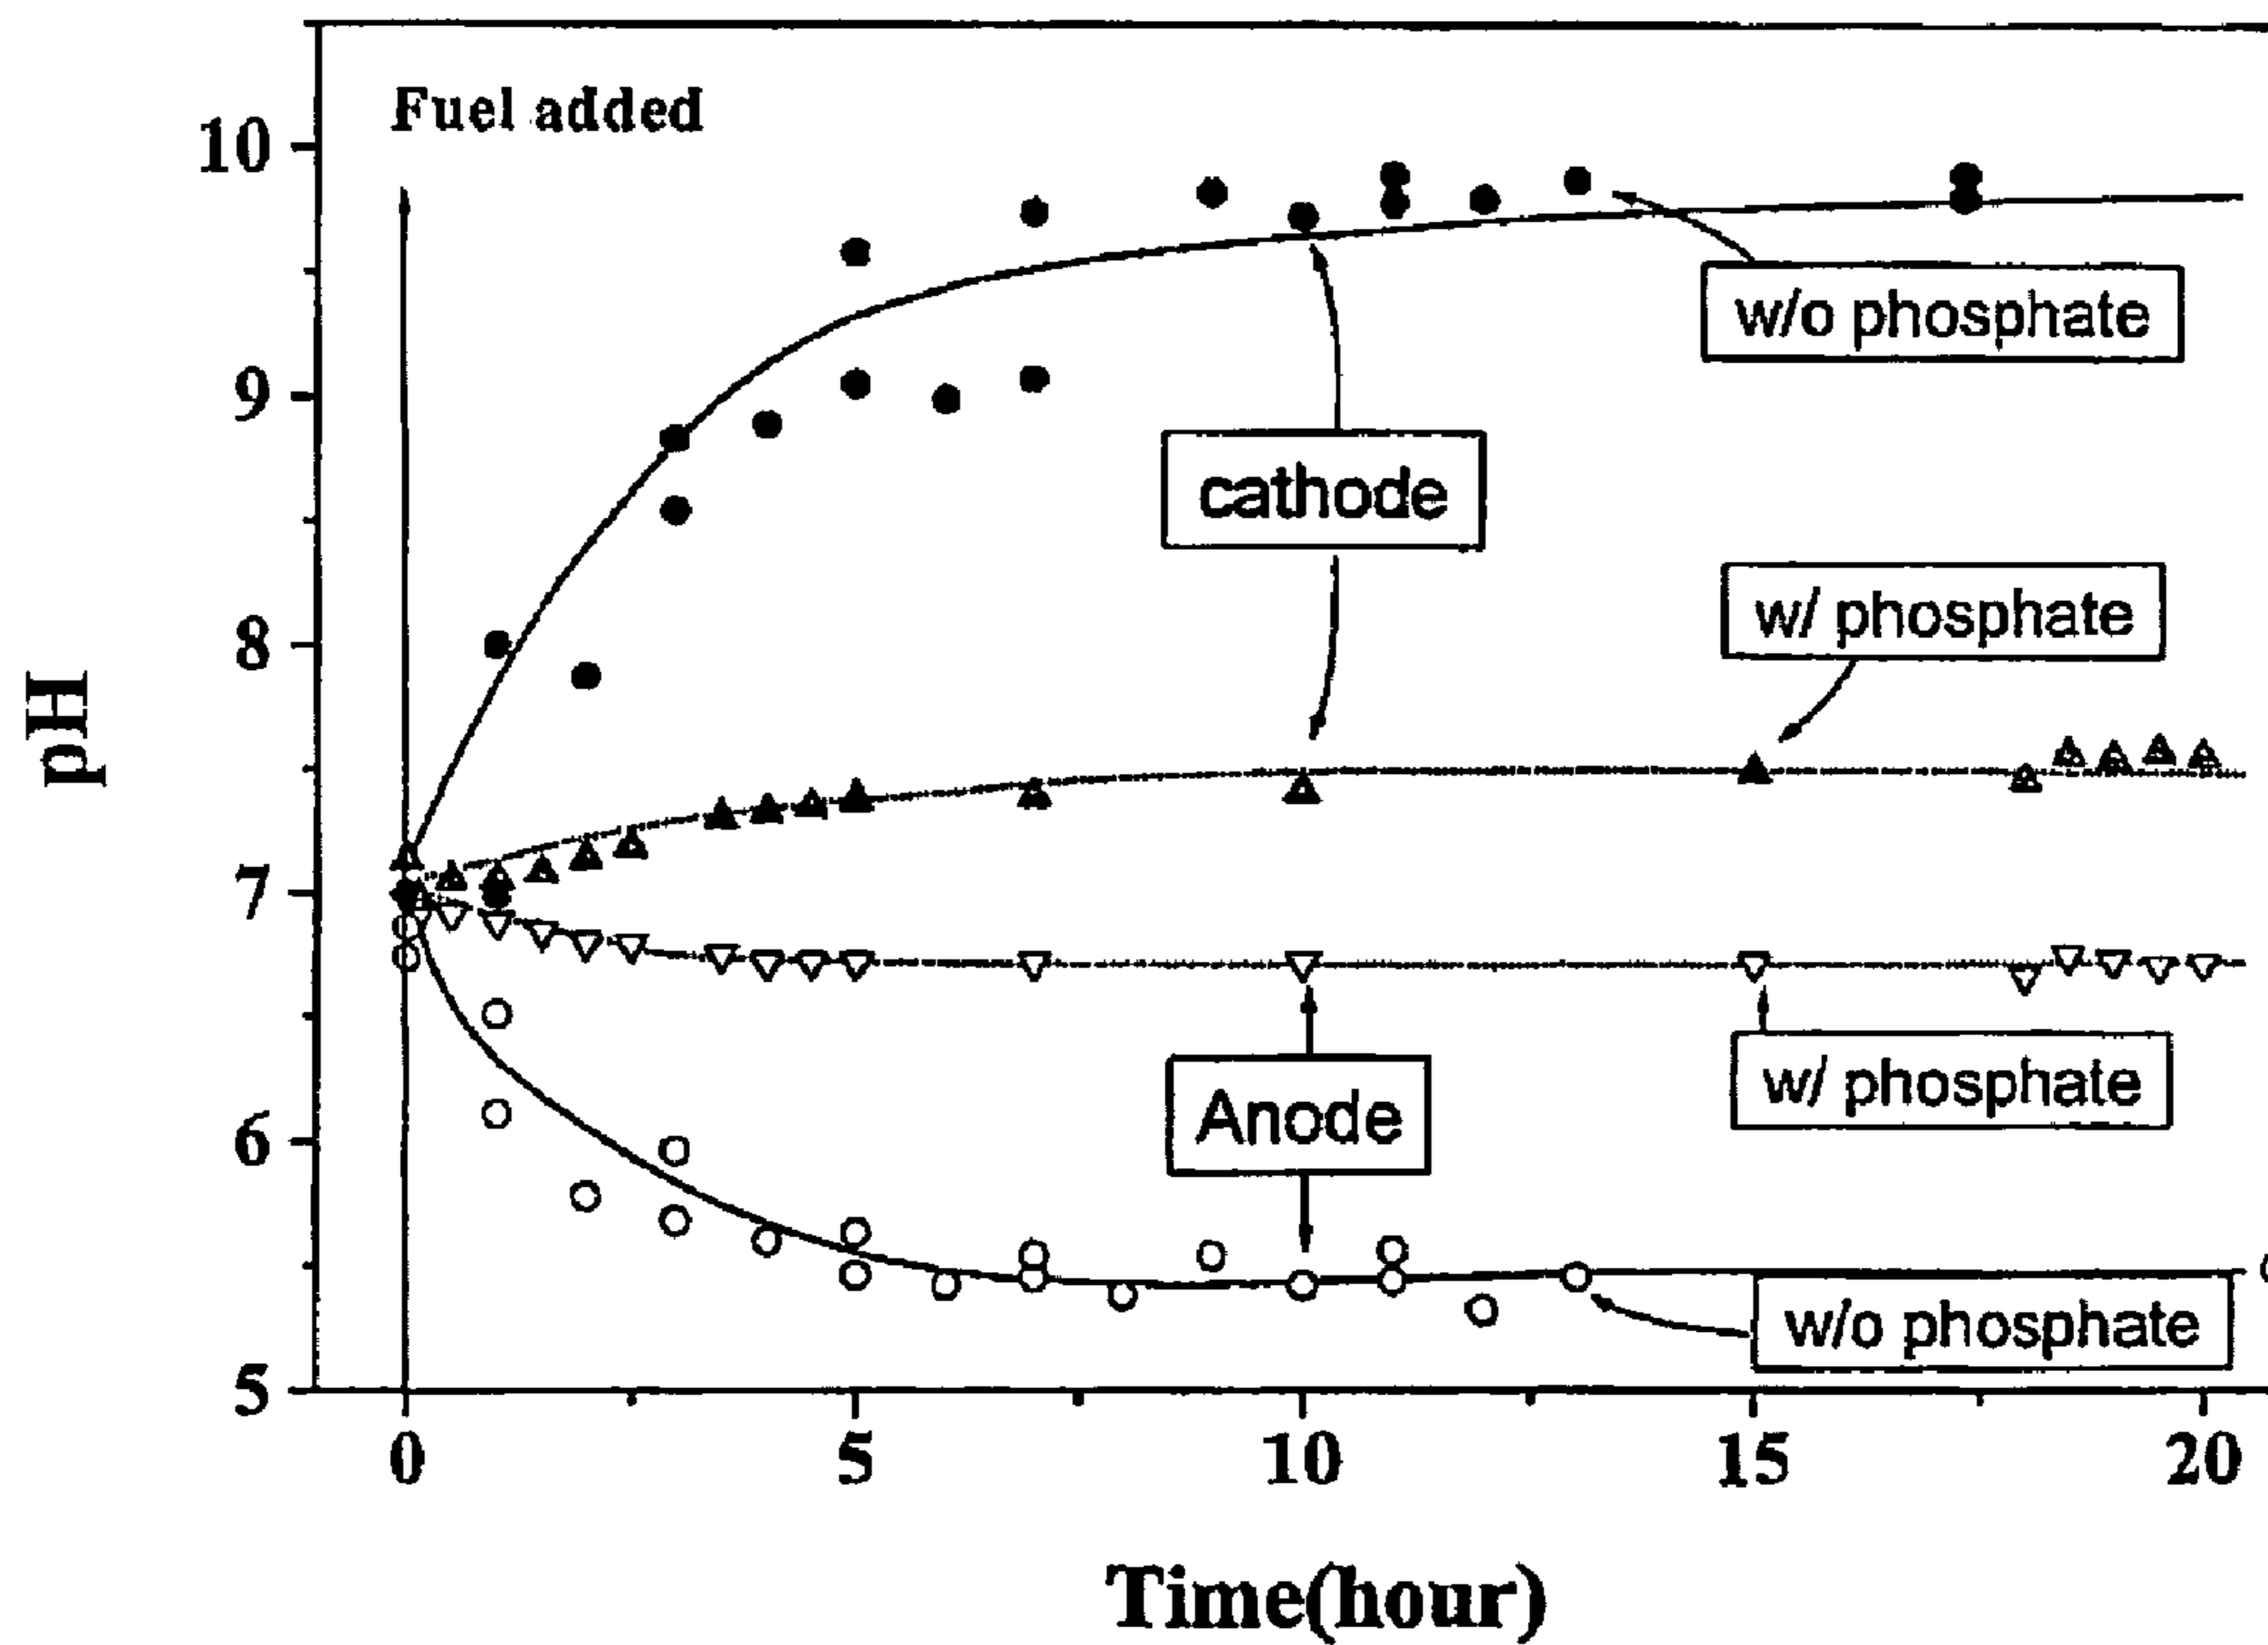 Fuel added
10
9
8
7
6
5
pH
w/o phosphate
cathode
w/ phosphate
w/ phosphate
Anode
w/o phosphate
0 5 10 15 20
Time(hour)